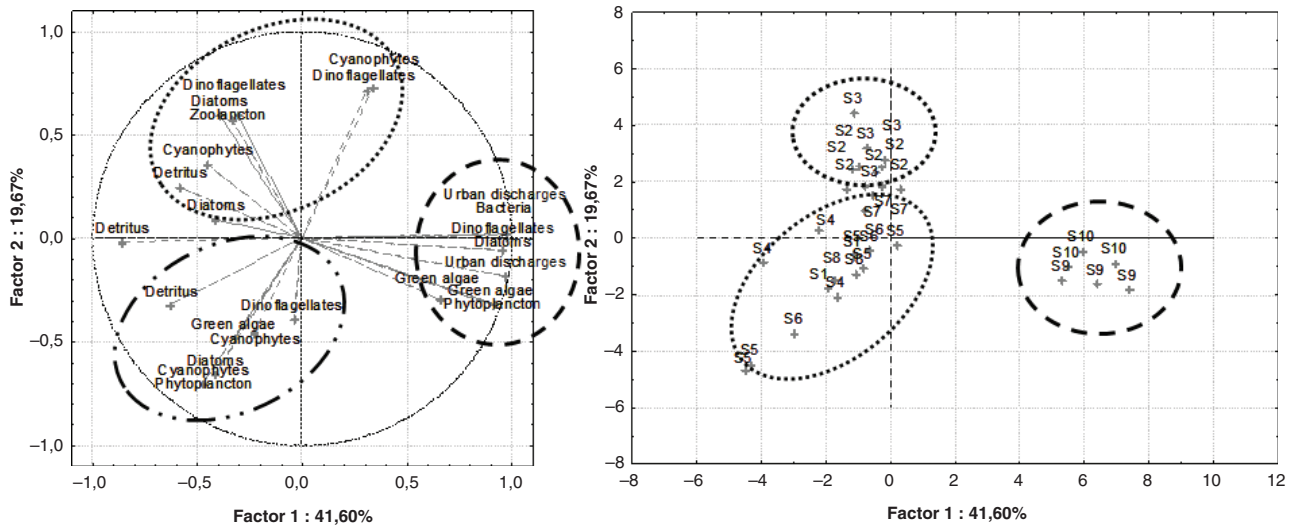 1,0
0,5
0,0
−0,5
−1,0
Factor 2 : 19,67%
Cyanophytes
Dinoflagellates
Dinoflagellates
Diatoms
Zooplancton
Cyanophytes
Detritus
Diatoms
Detritus
Urban discharges
Bacteria
Dinoflagellates
Diatoms
Urban discharges
Green algae
Green algae
Phytoplancton
Detritus
Dinoflagellates
Green algae
Cyanophytes
Diatoms
Cyanophytes
Phytoplancton
−1,0 −0,5 0,0 0,5 1,0
Factor 1 : 41,60%
8
6
4
2
0
−2
−4
−6
−8
Factor 2 : 19,67%
S3
S2 S3 S3
S2 S2
S2 S2 S2
S3
S7
S7 S7
S4 S6 S5
S5 S6
S1
S4 S8 S5
S8
S1 S4
S6
S5
S5
S10
S10 S10
S9 S9 S9
−8 −6 −4 −2 0 2 4 6 8 10 12
Factor 1 : 41,60%